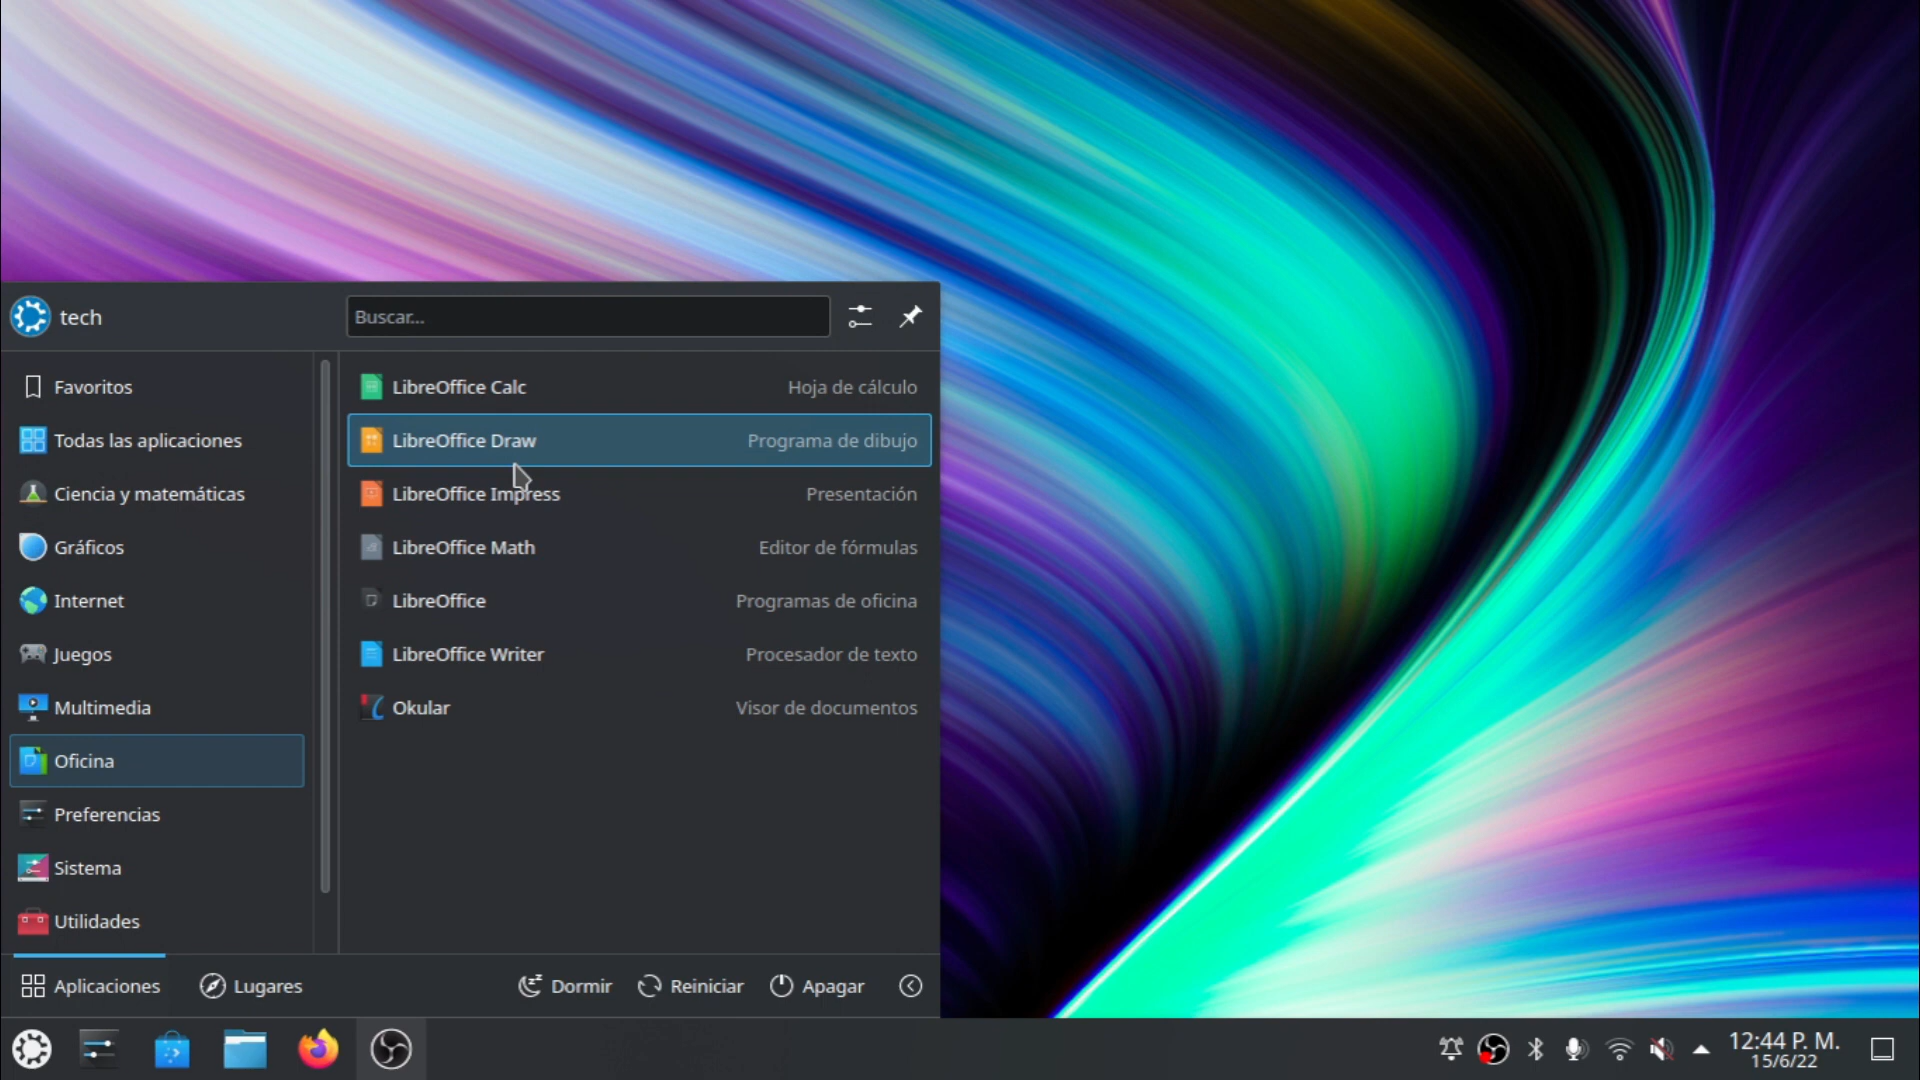 tech
Buscar...
Favoritos
Todas las aplicaciones
Ciencia y matemáticas
Gráficos
Internet
Juegos
Multimedia
Oficina
Preferencias
Sistema
Utilidades
LibreOffice Calc Hoja de cálculo
LibreOffice Draw Programa de dibujo
LibreOffice Impress Presentación
LibreOffice Math Editor de fórmulas
LibreOffice Programas de oficina
LibreOffice Writer Procesador de texto
Okular Visor de documentos
Aplicaciones Lugares Dormir Reiniciar Apagar
12:44 P. M.
15/6/22